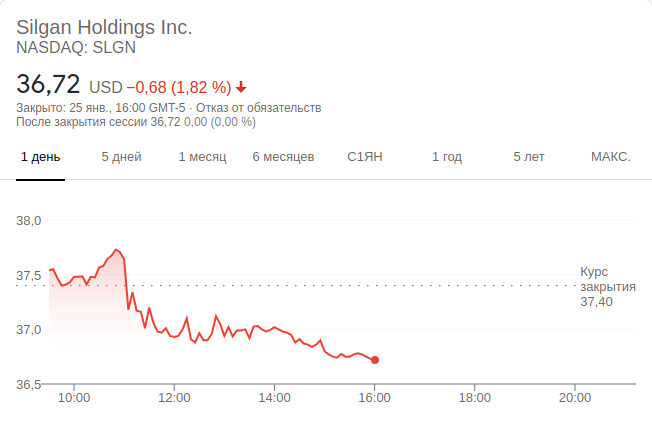 Silgan Holdings Inc.
NASDAQ: SLGN
36,72 USD −0,68 (1,82 %)
Закрыто: 25 янв., 16:00 GMT-5 · Отказ от обязательств
После закрытия сессии 36,72 0,00 (0,00 %)
1 день 5 дней 1 месяц 6 месяцев С1ЯН 1 год 5 лет МАКС.
38,0
37,5
37,0
36,5
Курс
закрытия
37,40
10:00 12:00 14:00 16:00 18:00 20:00